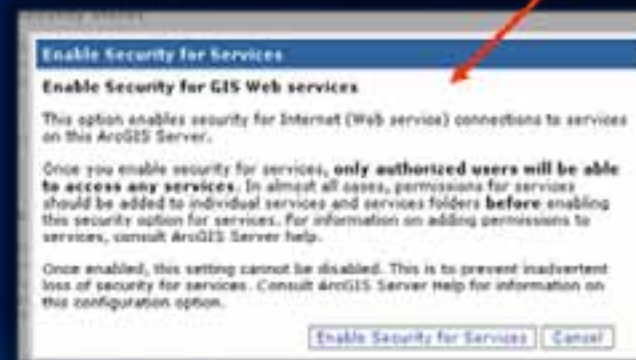 Enable Security for Services
Enable Security for GIS Web services
This option enables security for Internet (Web service) connections to services
on this ArcGIS Server.
Once you enable security for services, only authorized users will be able
to access any services. In almost all cases, permissions for services
should be added to individual services and services folders before enabling
this security option for services. For information on adding permissions to
services, consult ArcGIS Server help.
Once enabled, this setting cannot be disabled. This is to prevent inadvertent
loss of security for services. Consult ArcGIS Server Help for information on
this configuration option.
Enable Security for Services
Cancel